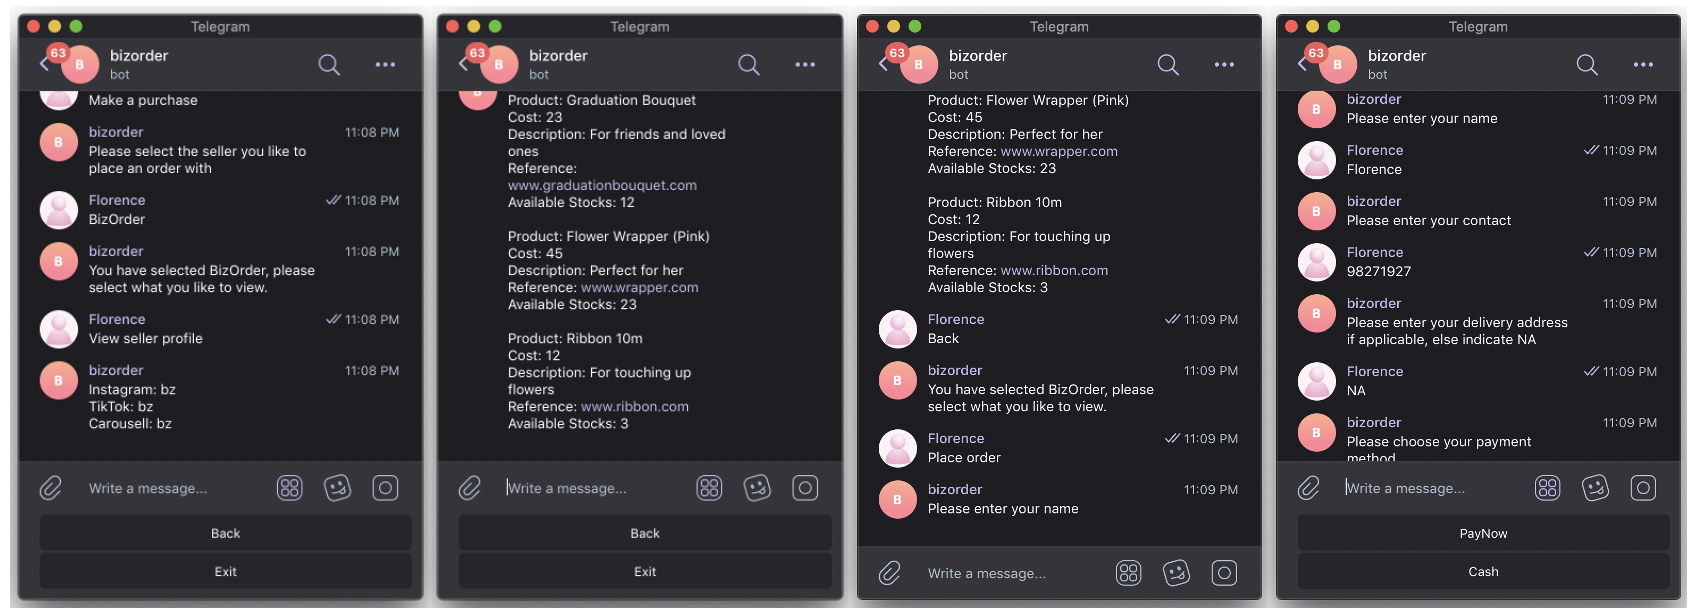 Telegram
63
B
bizorder
bot
Make a purchase
B
bizorder 11:08 PM
Please select the seller you like to
place an order with
Florence 11:08 PM
BizOrder
B
bizorder 11:08 PM
You have selected BizOrder, please
select what you like to view.
Florence 11:08 PM
View seller profile
B
bizorder 11:08 PM
Instagram: bz
TikTok: bz
Carousell: bz
Write a message...
Back
Exit
Telegram
63
B
bizorder
bot
B
Product: Graduation Bouquet
Cost: 23
Description: For friends and loved
ones
Reference:
www.graduationbouquet.com
Available Stocks: 12
Product: Flower Wrapper (Pink)
Cost: 45
Description: Perfect for her
Reference: www.wrapper.com
Available Stocks: 23
Product: Ribbon 10m
Cost: 12
Description: For touching up
flowers
Reference: www.ribbon.com
Available Stocks: 3
Write a message...
Back
Exit
Telegram
63
B
bizorder
bot
Product: Flower Wrapper (Pink)
Cost: 45
Description: Perfect for her
Reference: www.wrapper.com
Available Stocks: 23
Product: Ribbon 10m
Cost: 12
Description: For touching up
flowers
Reference: www.ribbon.com
Available Stocks: 3
Florence 11:09 PM
Back
B
bizorder 11:09 PM
You have selected BizOrder, please
select what you like to view.
Florence 11:09 PM
Place order
B
bizorder 11:09 PM
Please enter your name
Write a message...
Telegram
63
B
bizorder
bot
B
bizorder 11:09 PM
Please enter your name
Florence 11:09 PM
Florence
B
bizorder 11:09 PM
Please enter your contact
Florence 11:09 PM
98271927
B
bizorder 11:09 PM
Please enter your delivery address
if applicable, else indicate NA
Florence 11:09 PM
NA
B
bizorder 11:09 PM
Please choose your payment
method
Write a message...
PayNow
Cash